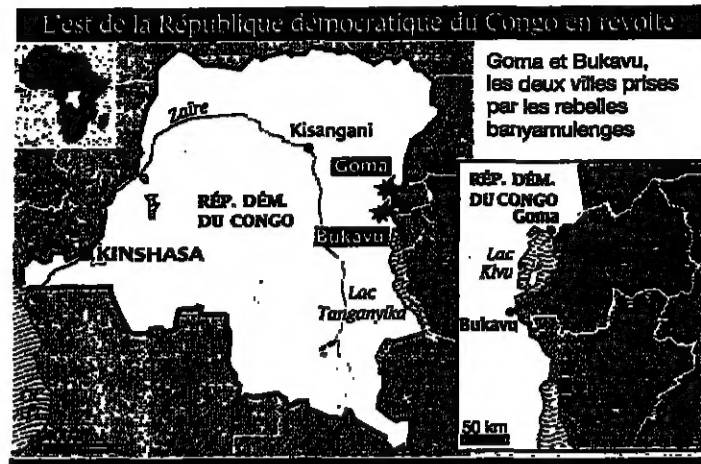 L'est de la République démocratique du Congo en révolte
Goma et Bukavu,
les deux villes prises
par les rebelles
banyamulenges
Zaïre
Kisangani
Goma
RÉP. DÉM.
DU CONGO
Bukavu
KINSHASA
Lac
Tanganyika
RÉP. DÉM.
DU CONGO
Goma
Lac
Kivu
Bukavu
50 km